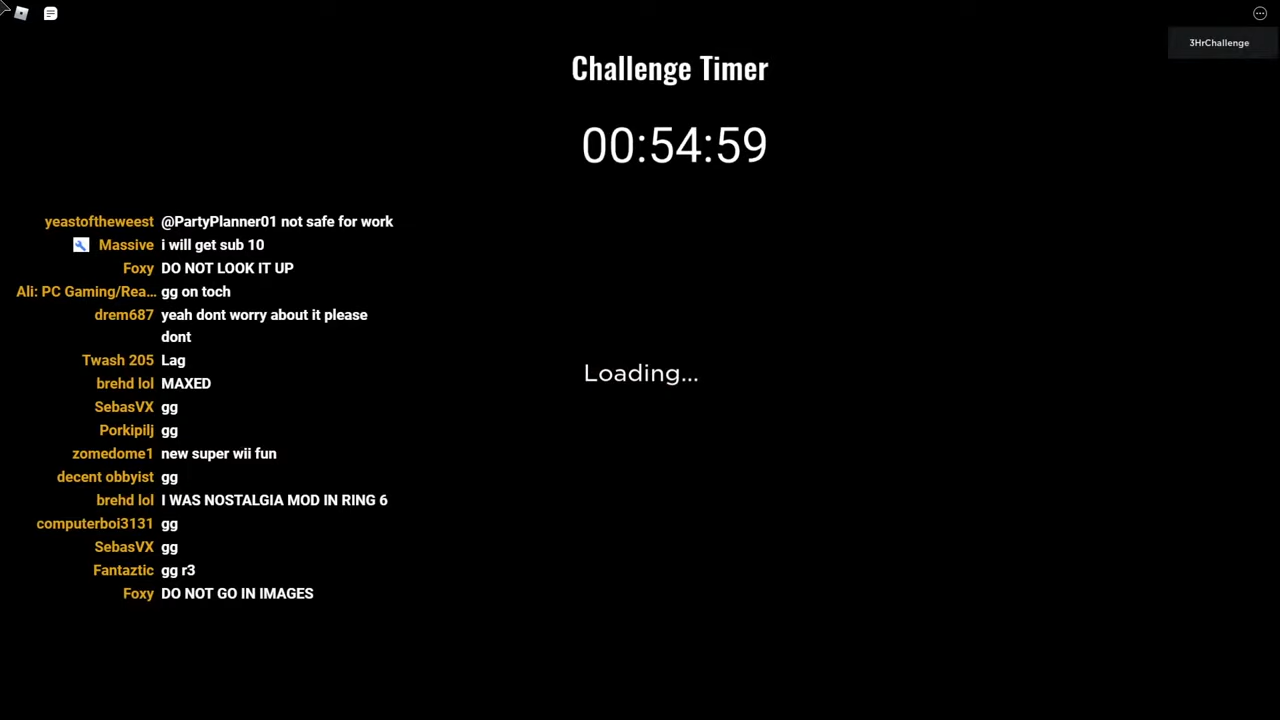 3HrChallenge
Challenge Timer
00:54:59
yeastoftheweest @PartyPlanner01 not safe for work
Massive i will get sub 10
Foxy DO NOT LOOK IT UP
Ali: PC Gaming/Rea... gg on toch
drem687 yeah dont worry about it please
dont
Twash 205 Lag
brehd lol MAXED
SebasVX gg
Porkipilj gg
zomedome1 new super wii fun
decent obbyist gg
brehd lol I WAS NOSTALGIA MOD IN RING 6
computerboi3131 gg
SebasVX gg
Fantaztic gg r3
Foxy DO NOT GO IN IMAGES
Loading...